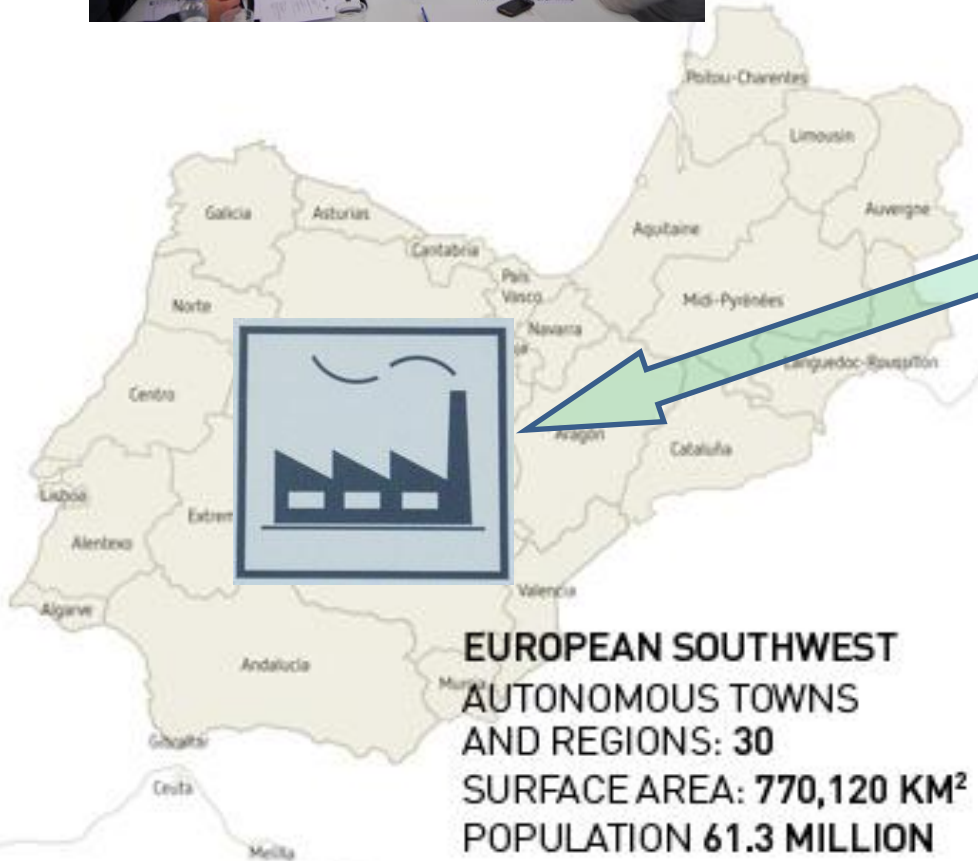 Poitou-Charentes
Limousin
Auvergne
Galicia
Asturias
Aquitaine
Cantabria
País
Vasco
Midi-Pyrénées
Norte
Navarra
ja
Languedoc-Roussillon
Centro
Aragón
Cataluña
Lisboa
Extrem
Alentexo
Valencia
Algarve
Andalucía
Murcia
Gibraltar
Ceuta
Melilla
EUROPEAN SOUTHWEST
AUTONOMOUS TOWNS
AND REGIONS: 30
SURFACE AREA: 770,120 KM²
POPULATION 61.3 MILLION